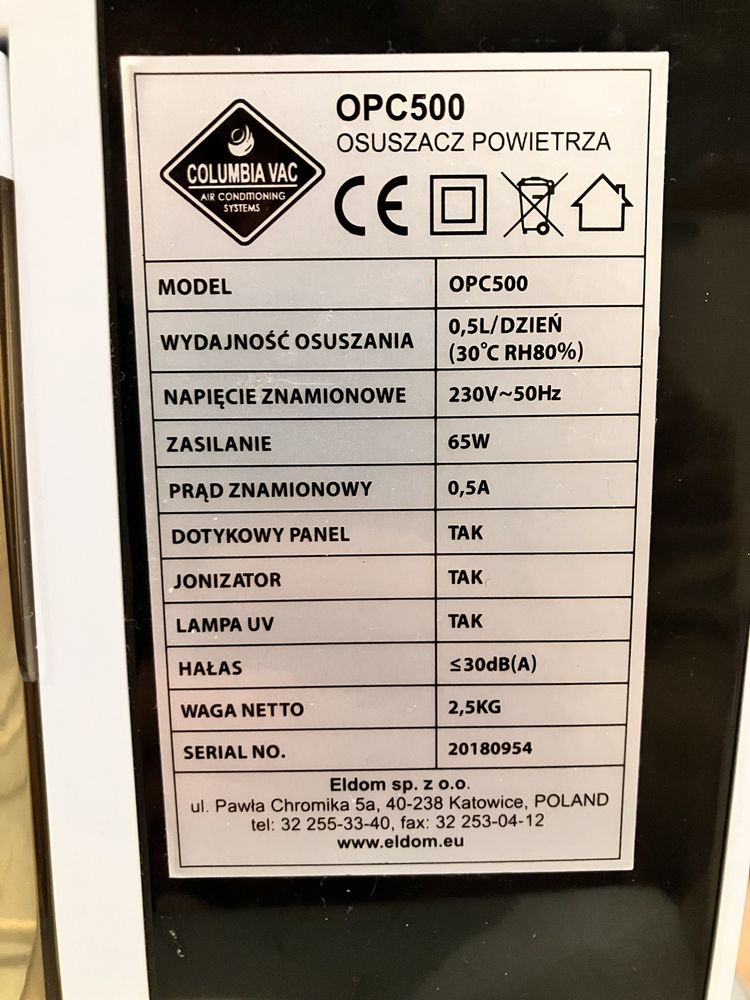 COLUMBIA VAC
AIR CONDITIONING
SYSTEMS
OPC500
OSUSZACZ POWIETRZA
CE
MODEL OPC500
WYDAJNOŚĆ OSUSZANIA 0,5L/DZIEŃ
(30°C RH80%)
NAPIĘCIE ZNAMIONOWE 230V~50Hz
ZASILANIE 65W
PRĄD ZNAMIONOWY 0,5A
DOTYKOWY PANEL TAK
JONIZATOR TAK
LAMPA UV TAK
HAŁAS ≤30dB(A)
WAGA NETTO 2,5KG
SERIAL NO. 20180954
Eldom sp. z o.o.
ul. Pawła Chromika 5a, 40-238 Katowice, POLAND
tel: 32 255-33-40, fax: 32 253-04-12
www.eldom.eu